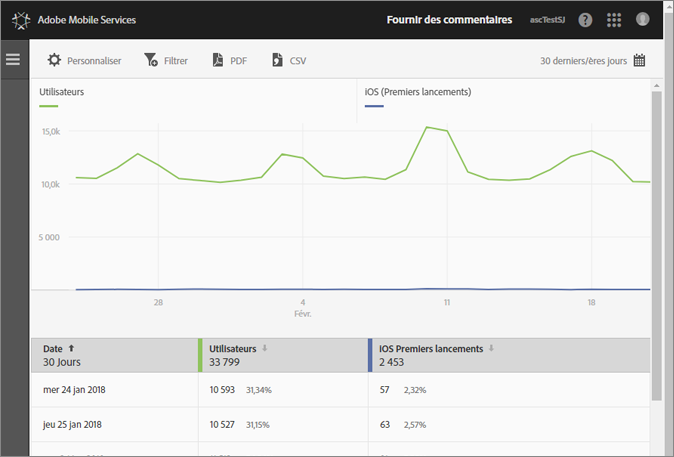 Adobe Mobile Services
Fournir des commentaires
ascTestSJ
?
Personnaliser
Filtrer
PDF
CSV
30 derniers/ères jours
Utilisateurs
iOS (Premiers lancements)
15,0k
10,0k
5 000
28
4
11
18
Févr.
Date
Utilisateurs
IOS Premiers lancements
30 Jours
33 799
2 453
mer 24 jan 2018
10 593
31,34%
57
2,32%
jeu 25 jan 2018
10 527
31,15%
63
2,57%